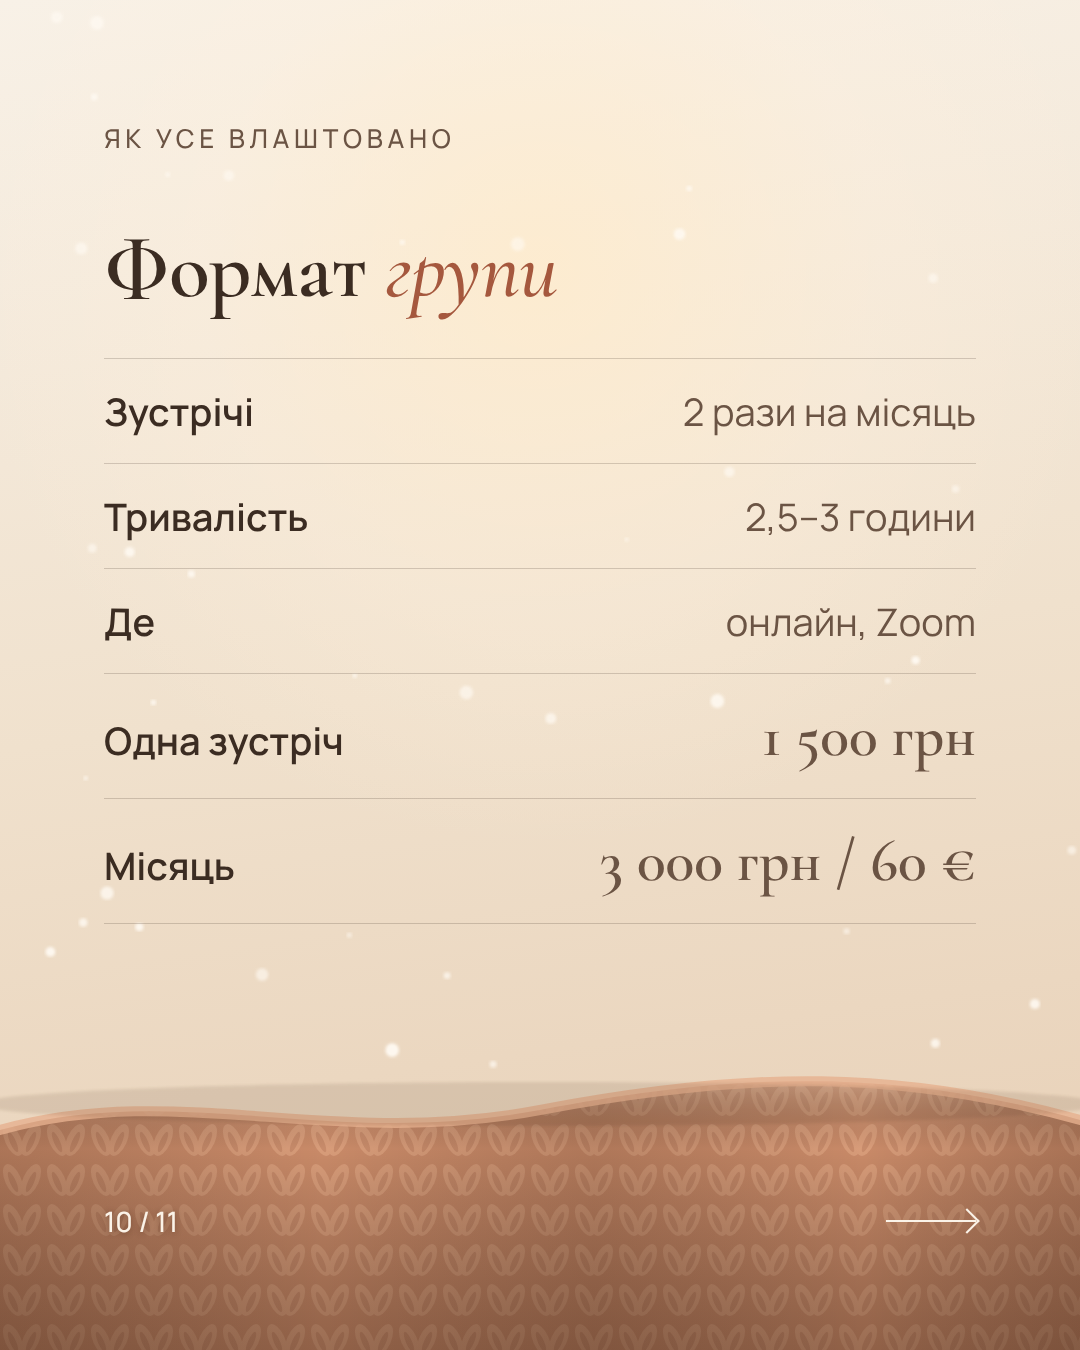 ЯК УСЕ ВЛАШТОВАНО
Формат групи
Зустрічі 2 рази на місяць
Тривалість 2,5–3 години
Де онлайн, Zoom
Одна зустріч 1 500 грн
Місяць 3 000 грн / 60 €
10 / 11